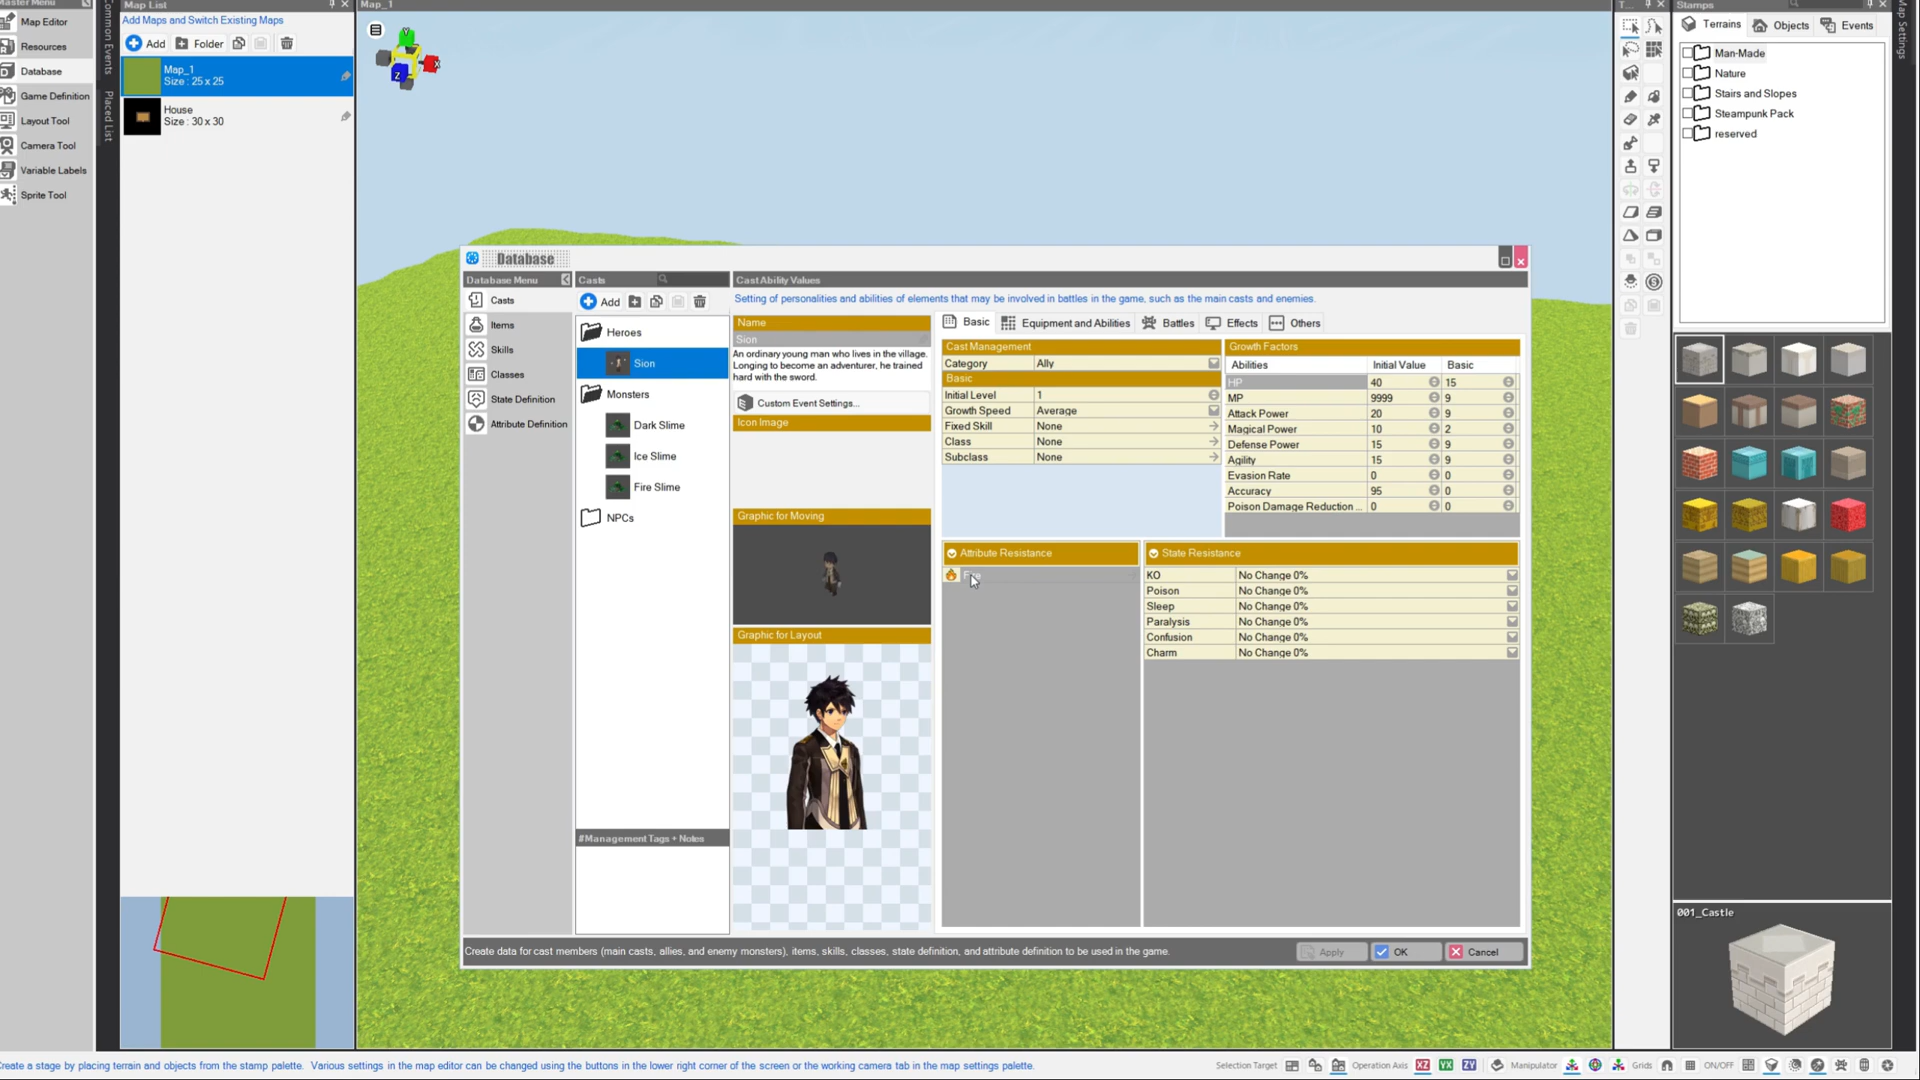 Master Menu
Map Editor
Resources
Database
Game Definition
Layout Tool
Camera Tool
Variable Labels
Sprite Tool
Common Events
Placed List
Map List
Add Maps and Switch Existing Maps
Add
Folder
Map_1
Size : 25 x 25
House
Size : 30 x 30
Map_1
Y
X
Z
Database
Database Menu
Casts
Items
Skills
Classes
State Definition
Attribute Definition
Casts
Add
Heroes
Sion
Monsters
Dark Slime
Ice Slime
Fire Slime
NPCs
#Management Tags + Notes
Cast Ability Values
Setting of personalities and abilities of elements that may be involved in battles in the game, such as the main casts and enemies.
Name
Sion
An ordinary young man who lives in the village.
Longing to become an adventurer, he trained
hard with the sword.
Custom Event Settings...
Icon Image
Graphic for Moving
Graphic for Layout
Basic
Equipment and Abilities
Battles
Effects
Others
Cast Management
Category Ally
Basic
Initial Level 1
Growth Speed Average
Fixed Skill None
Class None
Subclass None
Growth Factors
Abilities Initial Value Basic
HP 40 15
MP 9999 9
Attack Power 20 9
Magical Power 10 2
Defense Power 15 9
Agility 15 9
Evasion Rate 0 0
Accuracy 95 0
Poison Damage Reduction ... 0 0
Attribute Resistance
State Resistance
KO No Change 0%
Poison No Change 0%
Sleep No Change 0%
Paralysis No Change 0%
Confusion No Change 0%
Charm No Change 0%
Create data for cast members (main casts, allies, and enemy monsters), items, skills, classes, state definition, and attribute definition to be used in the game.
Apply
OK
Cancel
T...
Stamps
Terrains
Objects
Events
Man-Made
Nature
Stairs and Slopes
Steampunk Pack
reserved
001_Castle
Map Settings
reate a stage by placing terrain and objects from the stamp palette. Various settings in the map editor can be changed using the buttons in the lower right corner of the screen or the working camera tab in the map settings palette.
Selection Target
Operation Axis
XZ
YX
ZY
Manipulator
Grids
ON/OFF